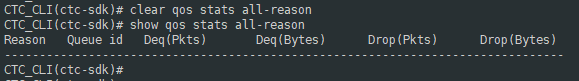 CTC_CLI(ctc-sdk)# clear qos stats all-reason
CTC_CLI(ctc-sdk)# show qos stats all-reason
Reason   Queue id   Deq(Pkts)       Deq(Bytes)      Drop(Pkts)      Drop(Bytes)
--------------------------------------------------------------------------------
CTC_CLI(ctc-sdk)#